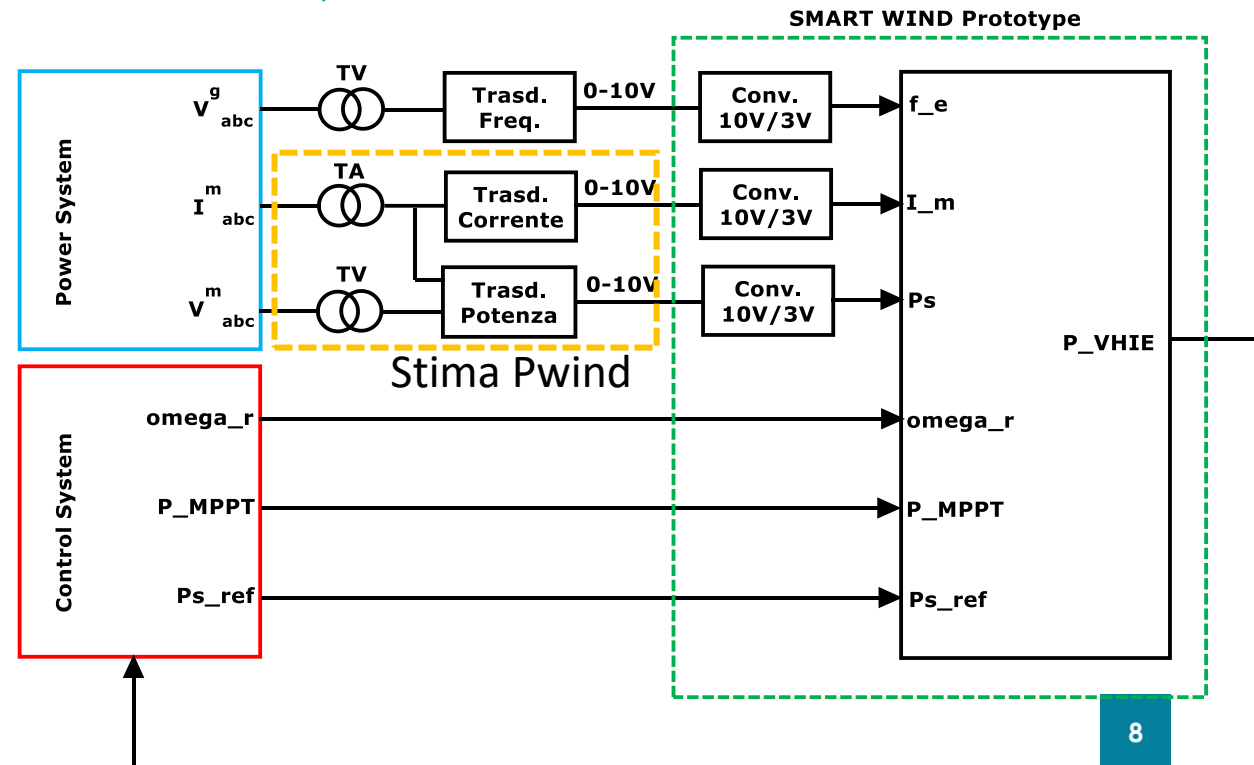 SMART WIND Prototype
Power System
V^g_abc
TV
Trasd.
Freq.
0-10V
Conv.
10V/3V
f_e
I^m_abc
TA
Trasd.
Corrente
0-10V
Conv.
10V/3V
I_m
V^m_abc
TV
Trasd.
Potenza
0-10V
Conv.
10V/3V
Ps
P_VHIE
Stima Pwind
Control System
omega_r
omega_r
P_MPPT
P_MPPT
Ps_ref
Ps_ref
8